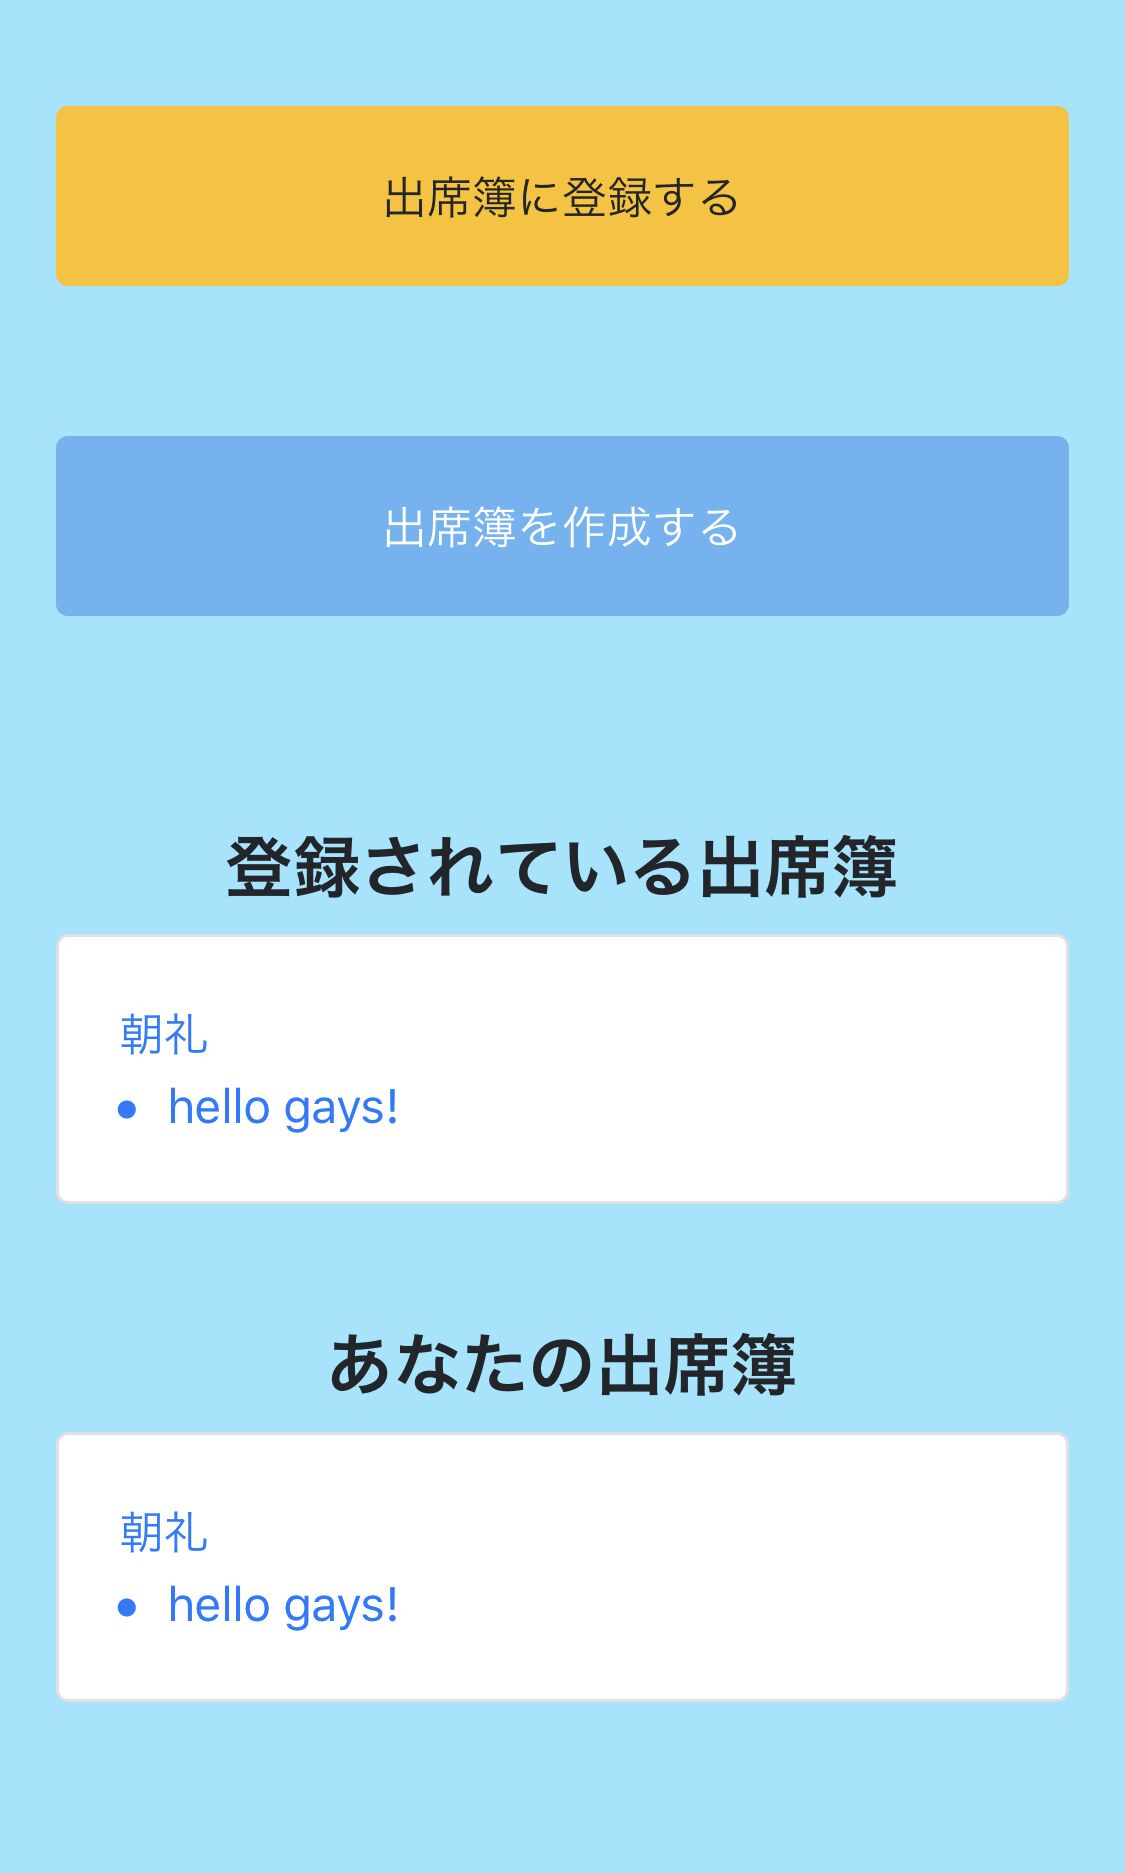 出席簿に登録する
出席簿を作成する
登録されている出席簿
朝礼
• hello gays!
あなたの出席簿
朝礼
• hello gays!